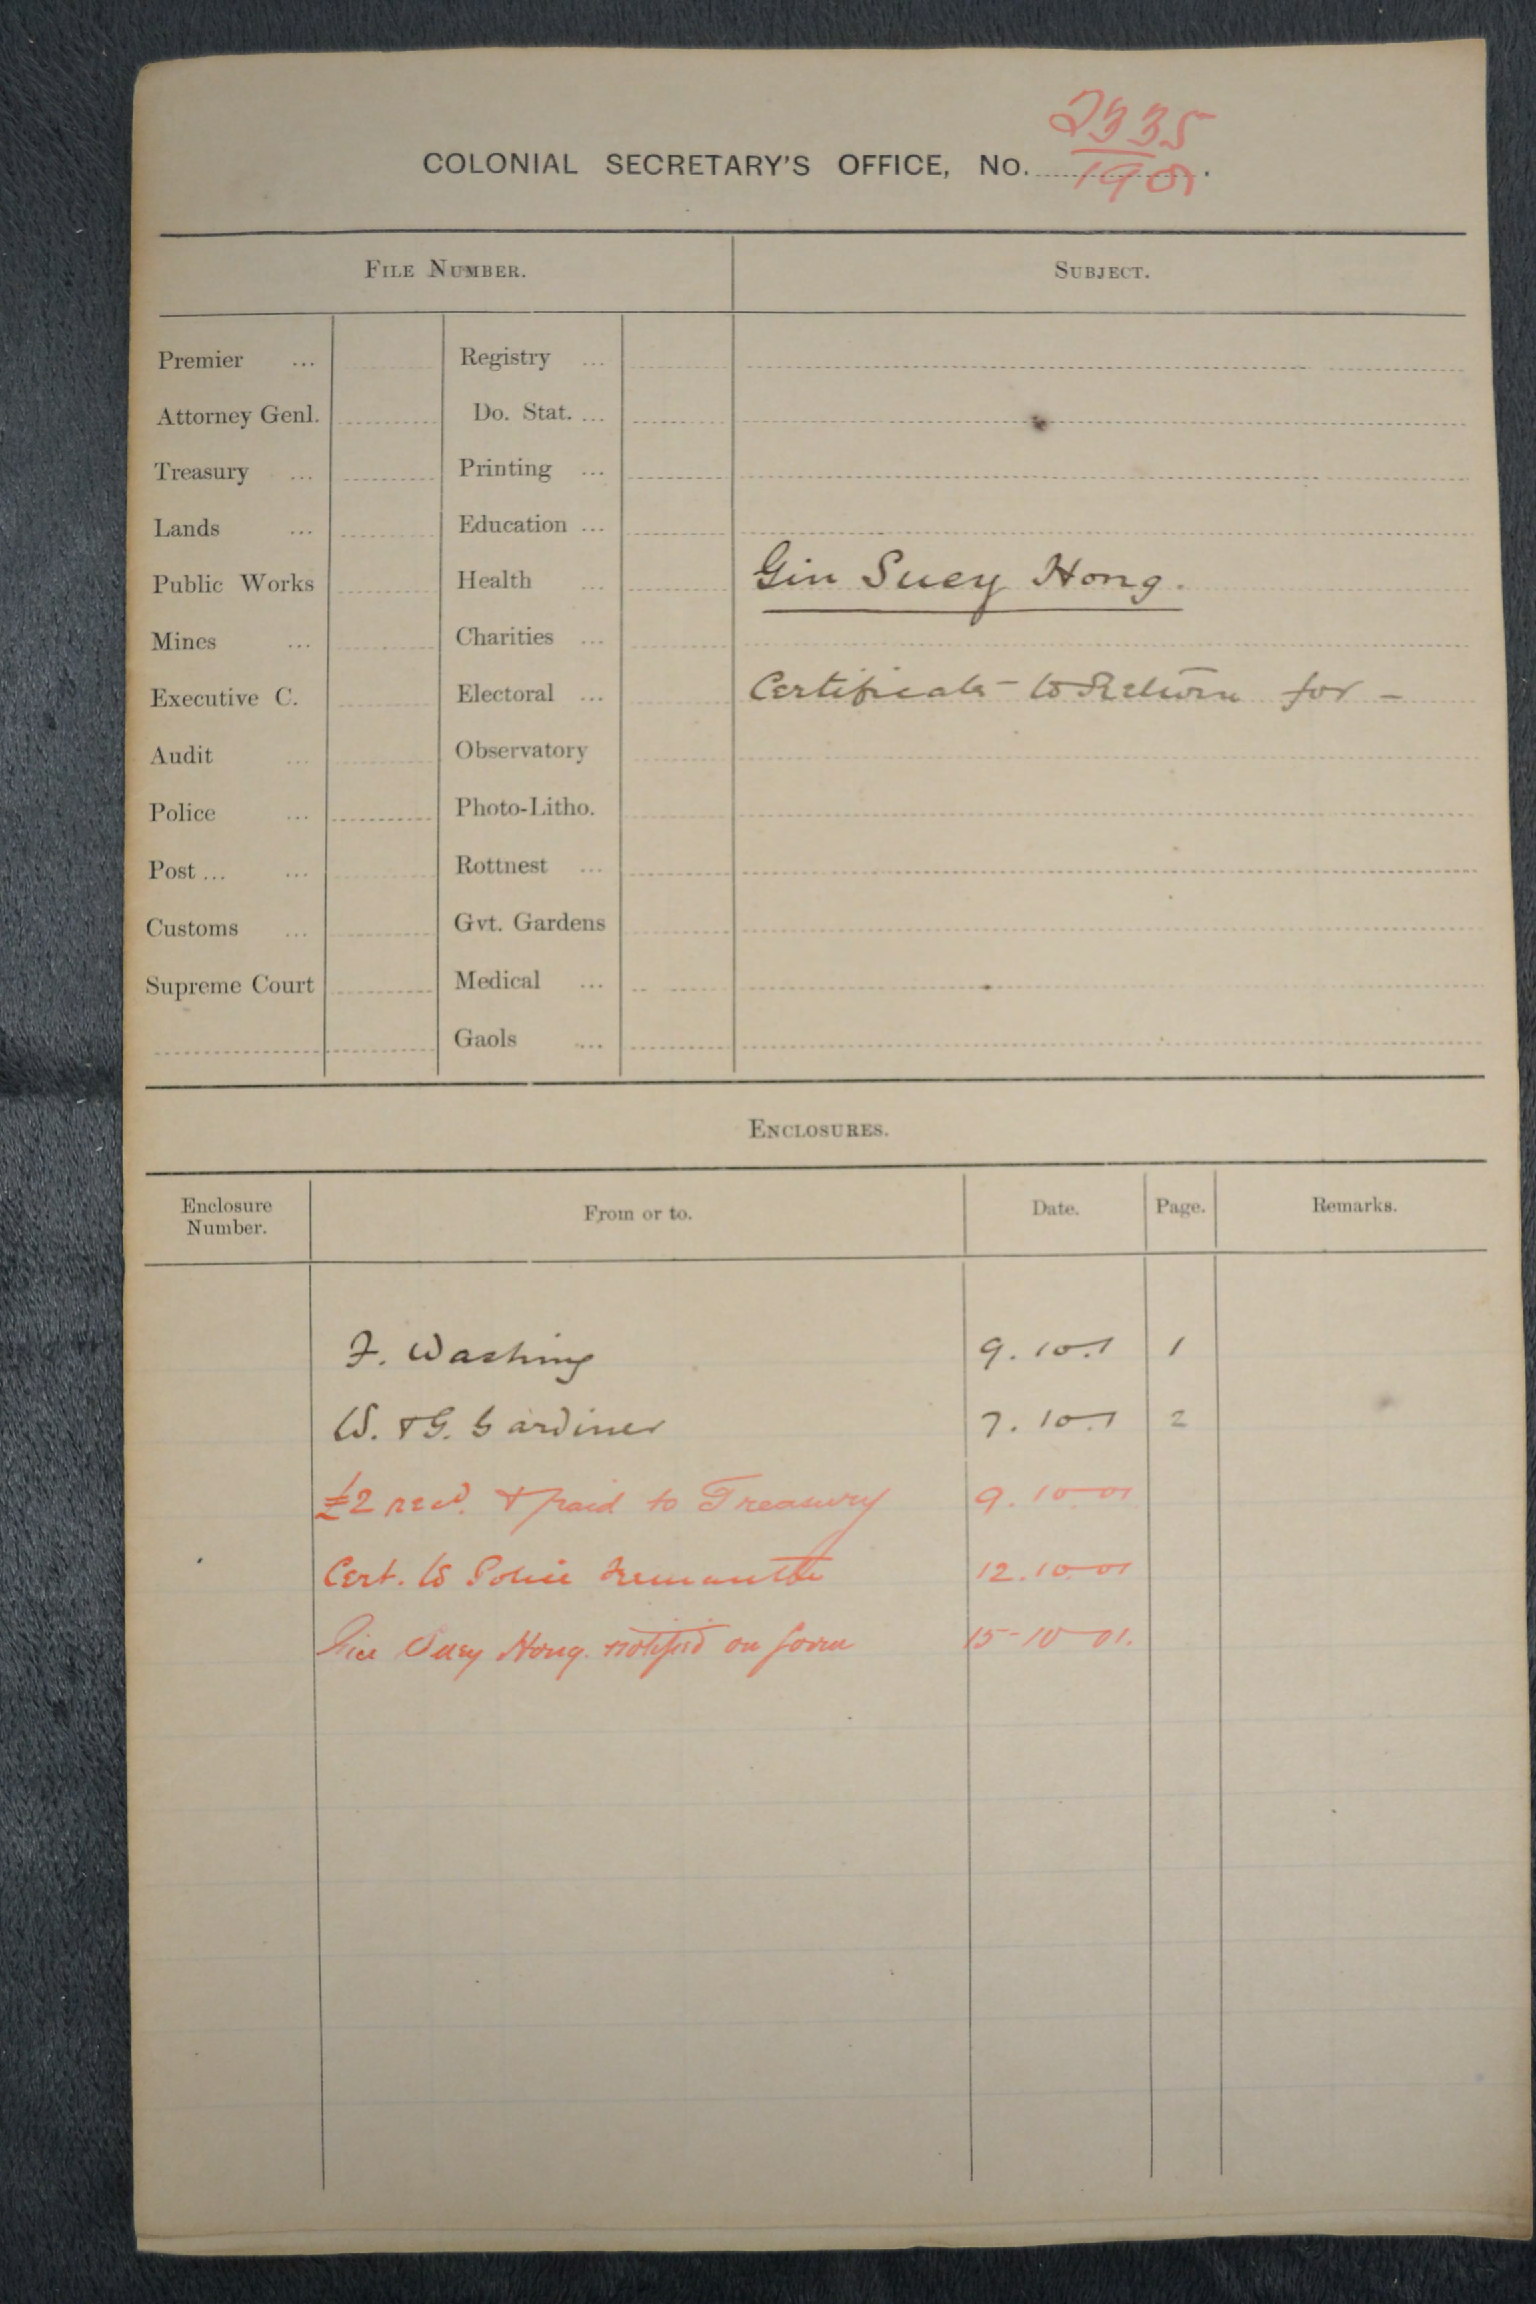 COLONIAL SECRETARY'S OFFICE, No. 2335/1901.
FILE NUMBER.
SUBJECT.
Premier ... Registry ...
Attorney Genl. Do. Stat. ...
Treasury ... Printing ...
Lands ... Education ...
Public Works Health ... Gin Suey Hong.
Mines ... Charities ...
Executive C. Electoral ... Certificate to Return for -
Audit ... Observatory
Police ... Photo-Litho.
Post ... ... Rottnest ...
Customs ... Gvt. Gardens
Supreme Court Medical ...
Gaols ...
ENCLOSURES.
Enclosure Number. From or to. Date. Page. Remarks.
F. Washing 9.10.1 1
W. & G. Gardiner 7.10.1 2
£2 recd. & paid to Treasury 9.10.01
Cert. to Police Fremantle 12.10.01
Gin Suey Hong. notified on form 15-10-01.